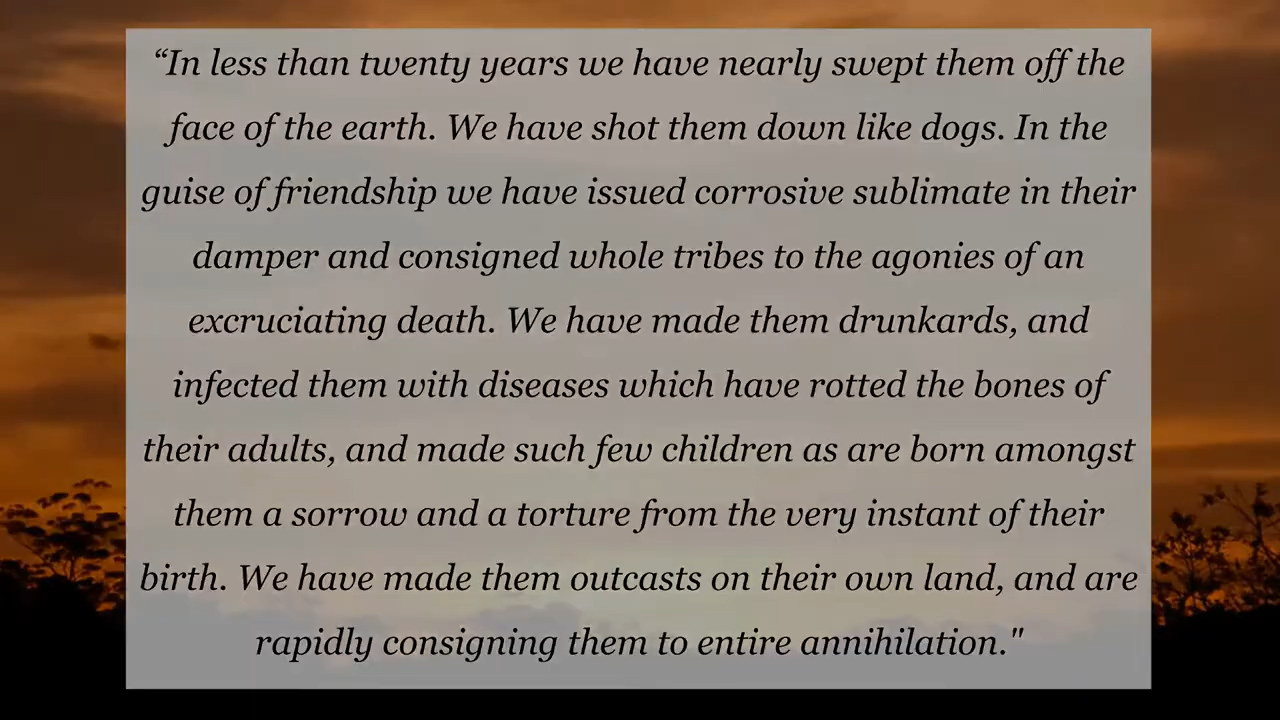 “In less than twenty years we have nearly swept them off the
face of the earth. We have shot them down like dogs. In the
guise of friendship we have issued corrosive sublimate in their
damper and consigned whole tribes to the agonies of an
excruciating death. We have made them drunkards, and
infected them with diseases which have rotted the bones of
their adults, and made such few children as are born amongst
them a sorrow and a torture from the very instant of their
birth. We have made them outcasts on their own land, and are
rapidly consigning them to entire annihilation."